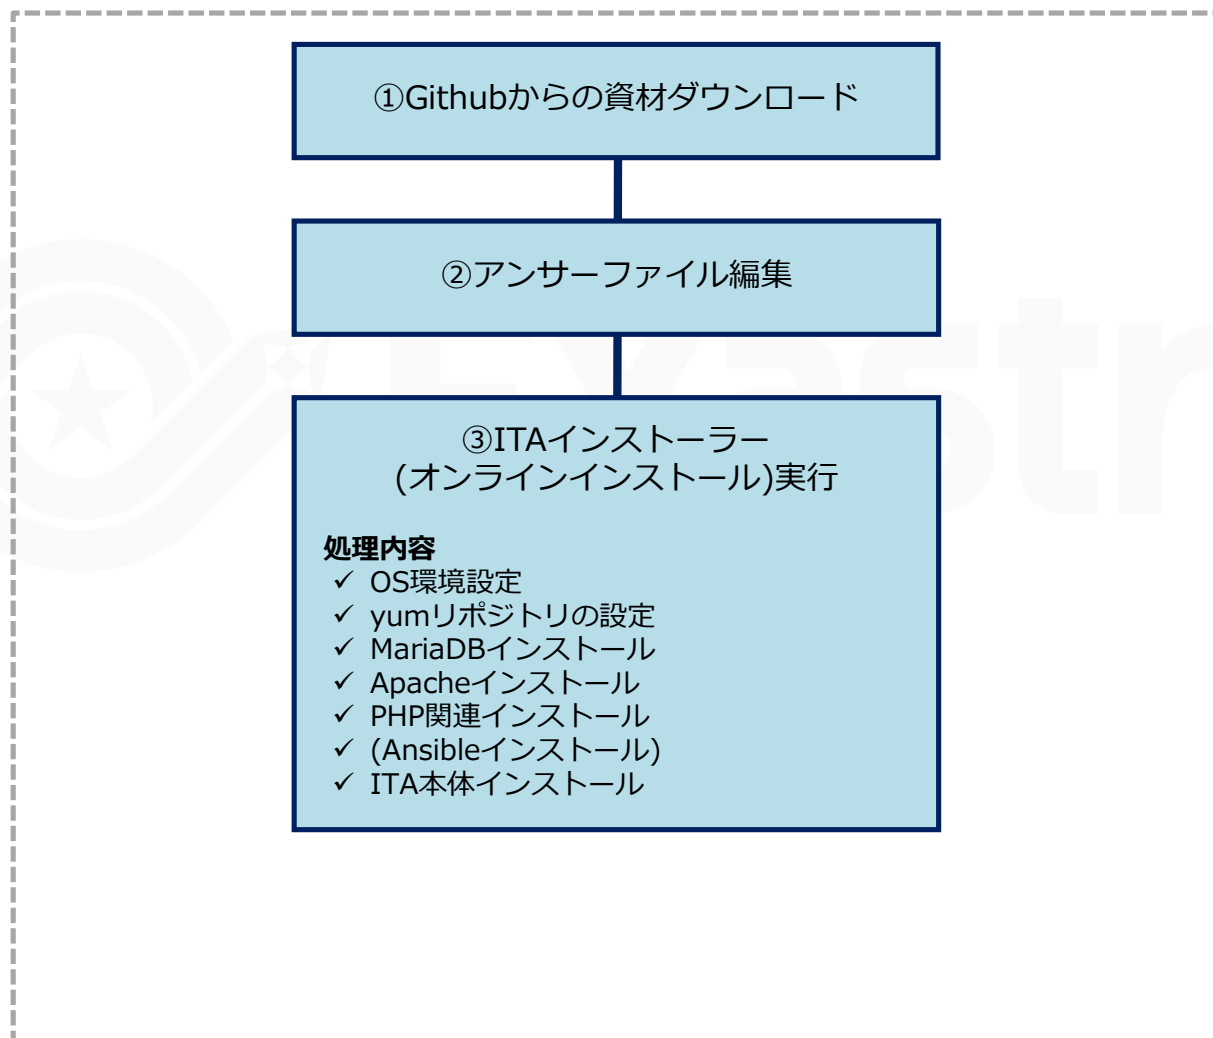 ①Githubからの資材ダウンロード
②アンサーファイル編集
③ITAインストーラー
(オンラインインストール)実行
処理内容
✓ OS環境設定
✓ yumリポジトリの設定
✓ MariaDBインストール
✓ Apacheインストール
✓ PHP関連インストール
✓ (Ansibleインストール)
✓ ITA本体インストール
Exastr